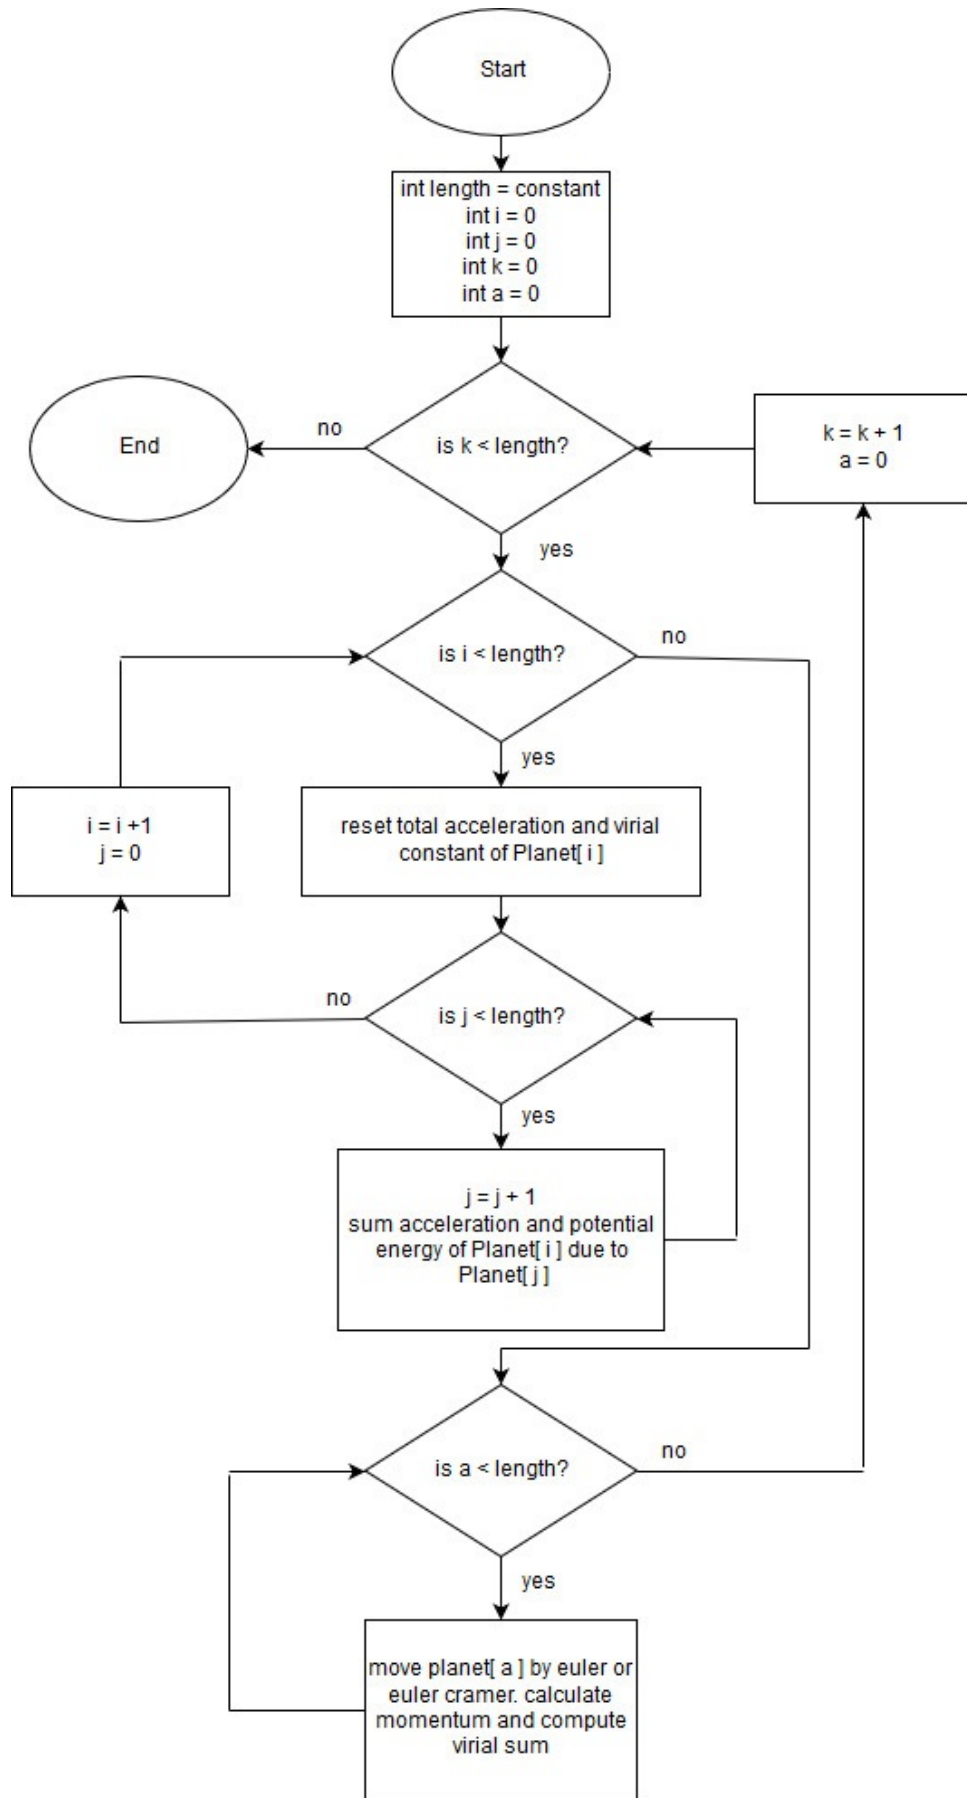 Start
int length = constant
int i = 0
int j = 0
int k = 0
int a = 0
End
no
is k < length?
k = k + 1
a = 0
yes
is i < length?
no
yes
i = i +1
j = 0
reset total acceleration and virial
constant of Planet[ i ]
no
is j < length?
yes
j = j + 1
sum acceleration and potential
energy of Planet[ i ] due to
Planet[ j ]
is a < length?
no
yes
move planet[ a ] by euler or
euler cramer. calculate
momentum and compute
virial sum